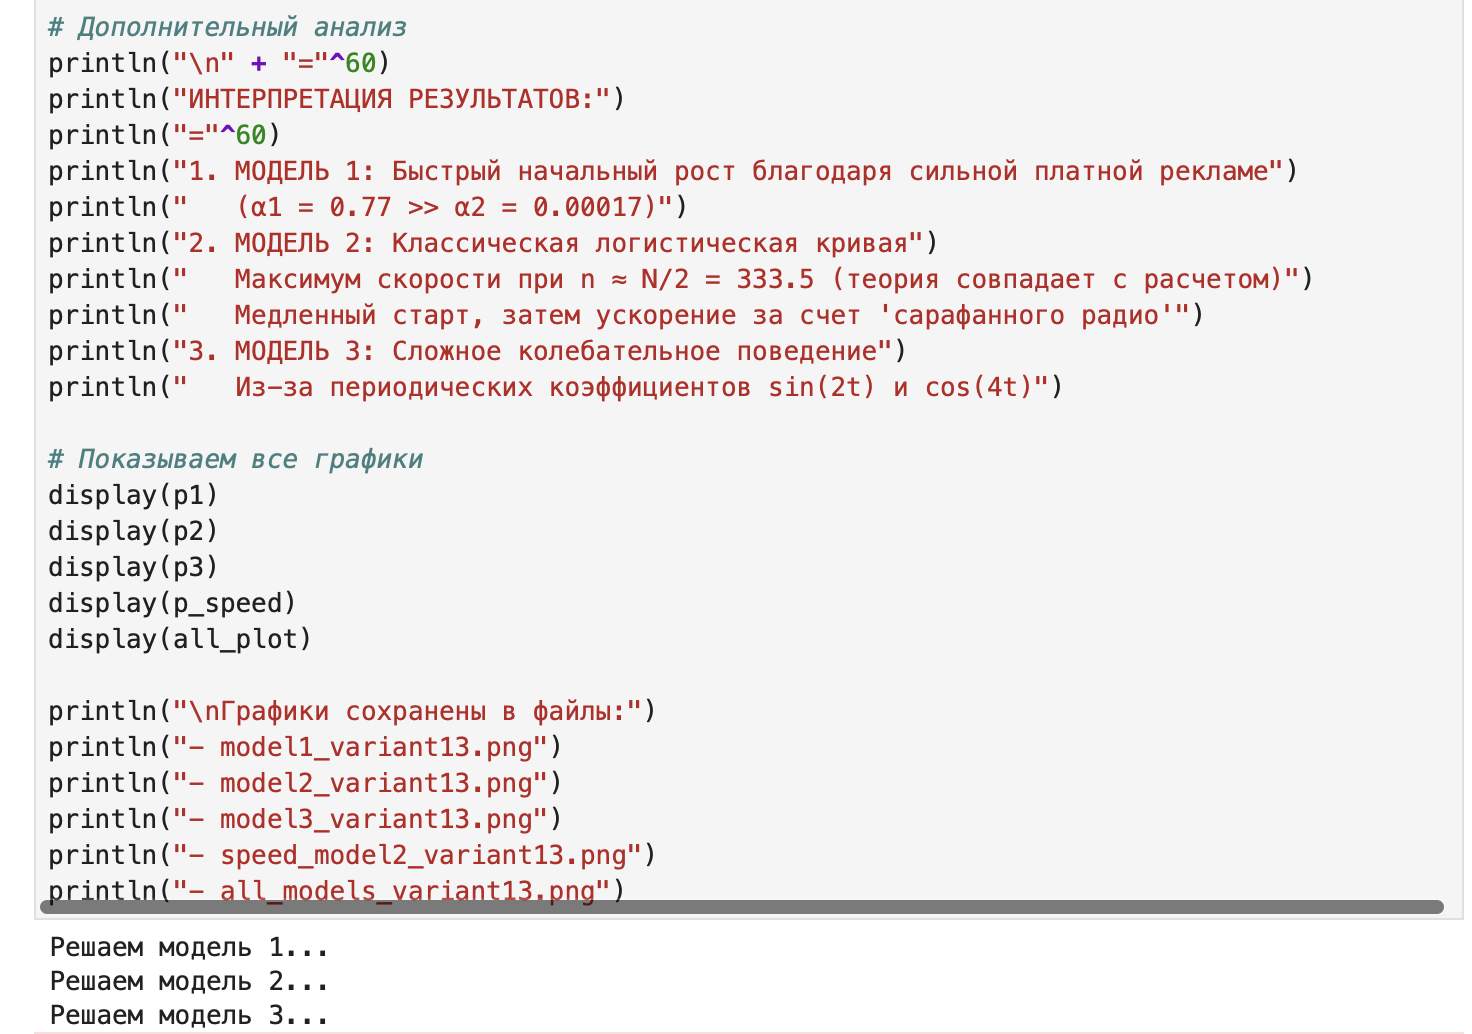 # Дополнительный анализ
println("\n" + "="^60)
println("ИНТЕРПРЕТАЦИЯ РЕЗУЛЬТАТОВ:")
println("="^60)
println("1. МОДЕЛЬ 1: Быстрый начальный рост благодаря сильной платной рекламе")
println("   (α1 = 0.77 >> α2 = 0.00017)")
println("2. МОДЕЛЬ 2: Классическая логистическая кривая")
println("   Максимум скорости при n ≈ N/2 = 333.5 (теория совпадает с расчетом)")
println("   Медленный старт, затем ускорение за счет 'сарафанного радио'")
println("3. МОДЕЛЬ 3: Сложное колебательное поведение")
println("   Из-за периодических коэффициентов sin(2t) и cos(4t)")
# Показываем все графики
display(p1)
display(p2)
display(p3)
display(p_speed)
display(all_plot)
println("\nГрафики сохранены в файлы:")
println("- model1_variant13.png")
println("- model2_variant13.png")
println("- model3_variant13.png")
println("- speed_model2_variant13.png")
println("- all_models_variant13.png")
Решаем модель 1...
Решаем модель 2...
Решаем модель 3...